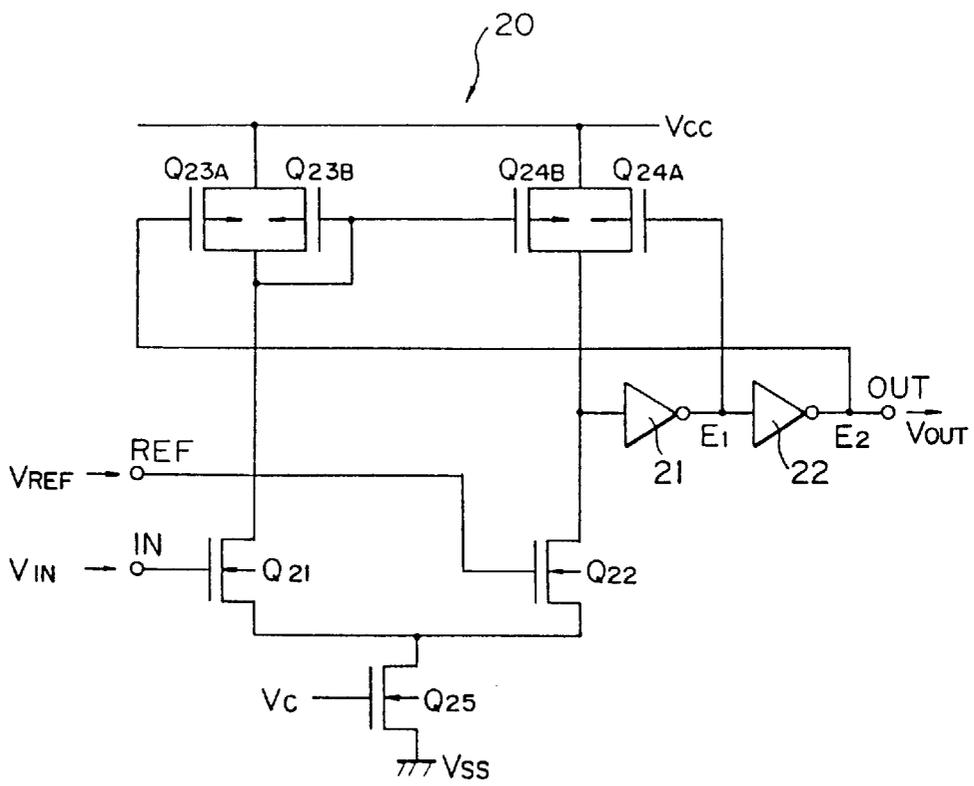 20
VCC
Q23A Q23B Q24B Q24A
OUT
E1 E2 VOUT
21 22
REF
VREF
IN
VIN Q21 Q22
VC Q25
VSS